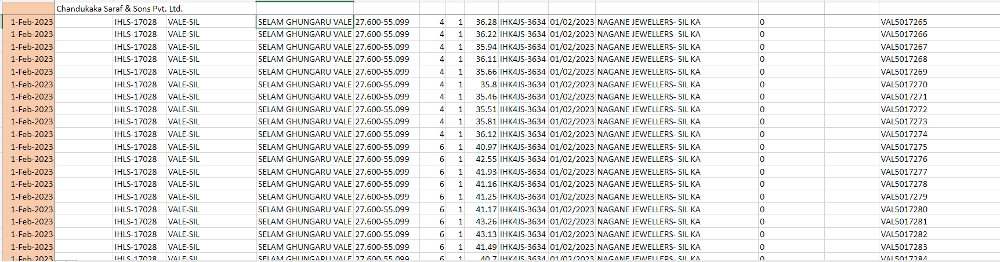 Chandukaka Saraf & Sons Pvt. Ltd.
1-Feb-2023 IHLS-17028 VALE-SIL SELAM GHUNGARU VALE 27.600-55.099 4 1 36.28 IHK4JS-3634 01/02/2023 NAGANE JEWELLERS- SIL KA 0 VAL5017265
1-Feb-2023 IHLS-17028 VALE-SIL SELAM GHUNGARU VALE 27.600-55.099 4 1 36.22 IHK4JS-3634 01/02/2023 NAGANE JEWELLERS- SIL KA 0 VAL5017266
1-Feb-2023 IHLS-17028 VALE-SIL SELAM GHUNGARU VALE 27.600-55.099 4 1 35.94 IHK4JS-3634 01/02/2023 NAGANE JEWELLERS- SIL KA 0 VAL5017267
1-Feb-2023 IHLS-17028 VALE-SIL SELAM GHUNGARU VALE 27.600-55.099 4 1 36.11 IHK4JS-3634 01/02/2023 NAGANE JEWELLERS- SIL KA 0 VAL5017268
1-Feb-2023 IHLS-17028 VALE-SIL SELAM GHUNGARU VALE 27.600-55.099 4 1 35.66 IHK4JS-3634 01/02/2023 NAGANE JEWELLERS- SIL KA 0 VAL5017269
1-Feb-2023 IHLS-17028 VALE-SIL SELAM GHUNGARU VALE 27.600-55.099 4 1 35.8 IHK4JS-3634 01/02/2023 NAGANE JEWELLERS- SIL KA 0 VAL5017270
1-Feb-2023 IHLS-17028 VALE-SIL SELAM GHUNGARU VALE 27.600-55.099 4 1 35.46 IHK4JS-3634 01/02/2023 NAGANE JEWELLERS- SIL KA 0 VAL5017271
1-Feb-2023 IHLS-17028 VALE-SIL SELAM GHUNGARU VALE 27.600-55.099 4 1 35.51 IHK4JS-3634 01/02/2023 NAGANE JEWELLERS- SIL KA 0 VAL5017272
1-Feb-2023 IHLS-17028 VALE-SIL SELAM GHUNGARU VALE 27.600-55.099 4 1 35.81 IHK4JS-3634 01/02/2023 NAGANE JEWELLERS- SIL KA 0 VAL5017273
1-Feb-2023 IHLS-17028 VALE-SIL SELAM GHUNGARU VALE 27.600-55.099 4 1 36.12 IHK4JS-3634 01/02/2023 NAGANE JEWELLERS- SIL KA 0 VAL5017274
1-Feb-2023 IHLS-17028 VALE-SIL SELAM GHUNGARU VALE 27.600-55.099 6 1 40.97 IHK4JS-3634 01/02/2023 NAGANE JEWELLERS- SIL KA 0 VAL5017275
1-Feb-2023 IHLS-17028 VALE-SIL SELAM GHUNGARU VALE 27.600-55.099 6 1 42.55 IHK4JS-3634 01/02/2023 NAGANE JEWELLERS- SIL KA 0 VAL5017276
1-Feb-2023 IHLS-17028 VALE-SIL SELAM GHUNGARU VALE 27.600-55.099 6 1 41.93 IHK4JS-3634 01/02/2023 NAGANE JEWELLERS- SIL KA 0 VAL5017277
1-Feb-2023 IHLS-17028 VALE-SIL SELAM GHUNGARU VALE 27.600-55.099 6 1 41.16 IHK4JS-3634 01/02/2023 NAGANE JEWELLERS- SIL KA 0 VAL5017278
1-Feb-2023 IHLS-17028 VALE-SIL SELAM GHUNGARU VALE 27.600-55.099 6 1 41.25 IHK4JS-3634 01/02/2023 NAGANE JEWELLERS- SIL KA 0 VAL5017279
1-Feb-2023 IHLS-17028 VALE-SIL SELAM GHUNGARU VALE 27.600-55.099 6 1 41.17 IHK4JS-3634 01/02/2023 NAGANE JEWELLERS- SIL KA 0 VAL5017280
1-Feb-2023 IHLS-17028 VALE-SIL SELAM GHUNGARU VALE 27.600-55.099 6 1 43.26 IHK4JS-3634 01/02/2023 NAGANE JEWELLERS- SIL KA 0 VAL5017281
1-Feb-2023 IHLS-17028 VALE-SIL SELAM GHUNGARU VALE 27.600-55.099 6 1 43.13 IHK4JS-3634 01/02/2023 NAGANE JEWELLERS- SIL KA 0 VAL5017282
1-Feb-2023 IHLS-17028 VALE-SIL SELAM GHUNGARU VALE 27.600-55.099 6 1 41.49 IHK4JS-3634 01/02/2023 NAGANE JEWELLERS- SIL KA 0 VAL5017283
1-Feb-2023 IHLS-17028 VALE-SIL SELAM GHUNGARU VALE 27.600-55.099 6 1 40.7 IHK4JS-3634 01/02/2023 NAGANE JEWELLERS- SIL KA 0 VAL5017284